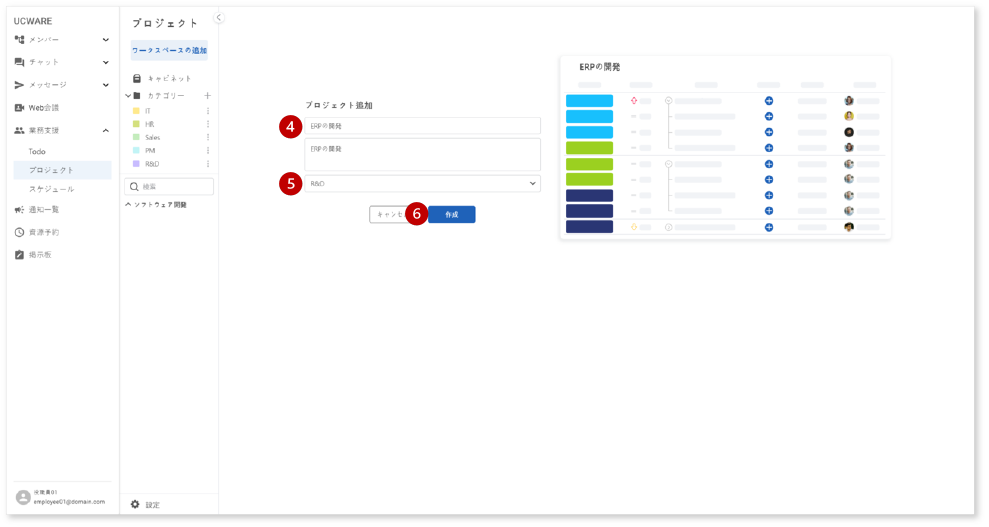 UCWARE
メンバー
チャット
メッセージ
Web会議
業務支援
Todo
プロジェクト
スケジュール
通知一覧
資源予約
掲示板
役職員01
employee01@domain.com
プロジェクト
ワークスペースの追加
キャビネット
カテゴリー
IT
HR
Sales
PMI
R&D
検索
ソフトウェア開発
設定
プロジェクト追加
4
ERPの開発
ERPの開発
5
R&D
キャンセ
6
作成
ERPの開発